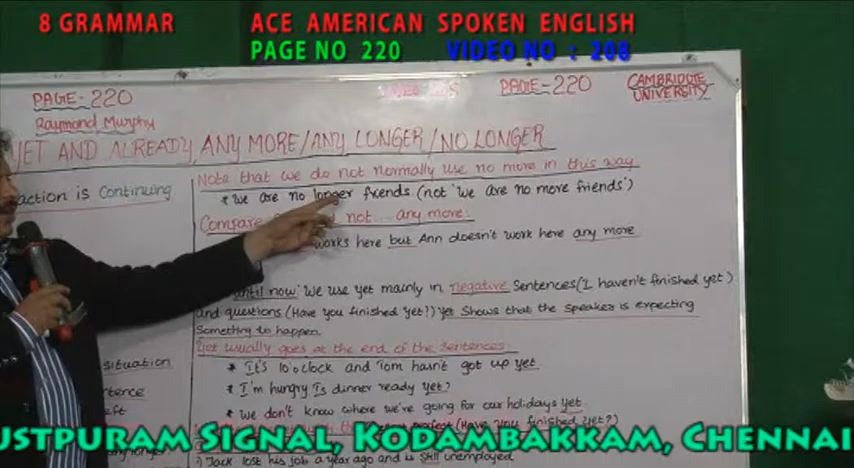 8 GRAMMAR
ACE AMERICAN SPOKEN ENGLISH
PAGE NO 220 VIDEO NO : 208
PAGE-220
Raymond Murphy
PAGE-220
CAMBRIDGE
UNIVERSITY
YET AND ALREADY, ANY MORE/ANY LONGER/NO LONGER
action is Continuing
Note that we do not normally use no more in this way
* We are no longer friends. (not 'we are no more friends')
Compare not... any more.
works here but Ann doesn't work here any more
until now' We use yet mainly in negative Sentences (I haven't finished yet)
and questions (Have you finished yet?) Yet Shows that the speaker is expecting
Something to happen.
Yet usually goes at the end of the sentences
* It's 10 o'clock and Tom hasn't got up yet
* I'm hungry. Is dinner ready yet?
* We don't know where we're going for our holidays yet.
perfect (Have you finished yet?)
1) Jack lost his job a year ago and is still unemployed
situation
ustpuram Signal, Kodambakkam, Chennai